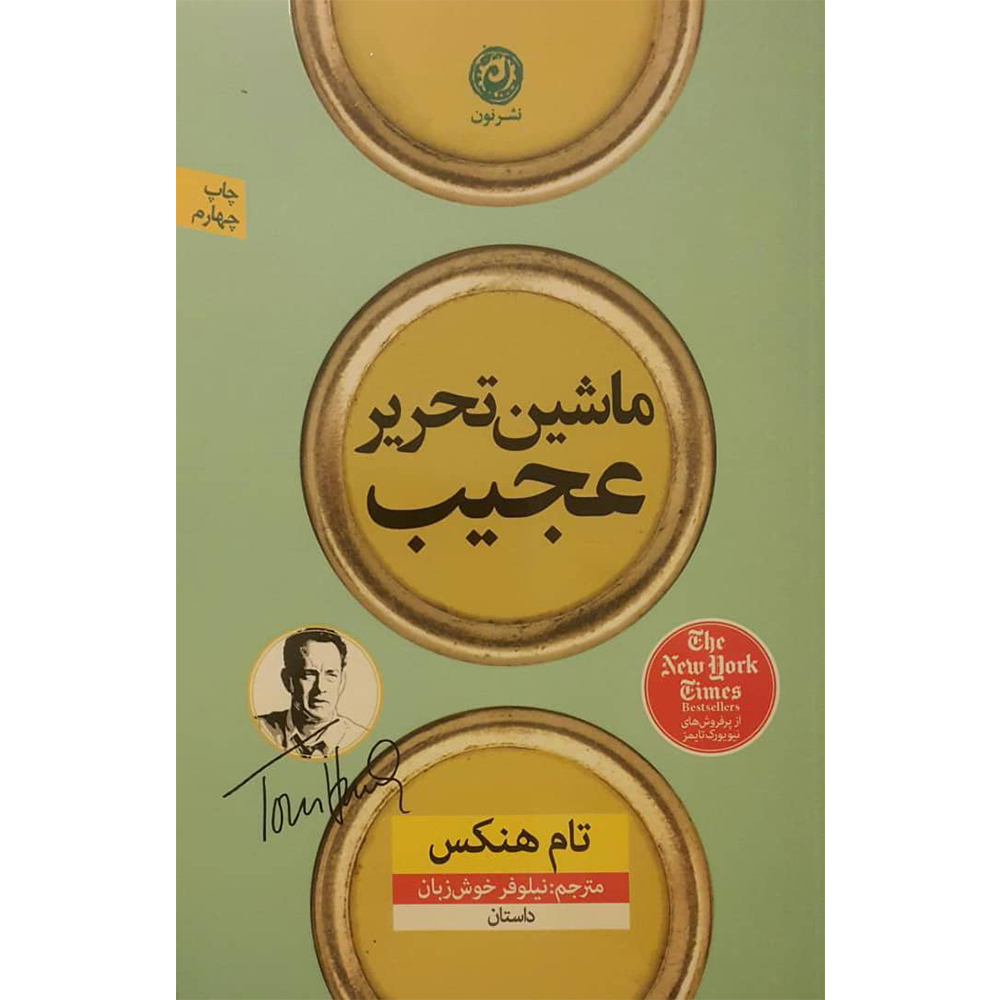 نشر نون
چاپ
چهارم
ماشین تحریر
عجیب
The
New York
Times
Bestsellers
از پرفروش‌های
نیویورک تایمز
Tom Hanks
تام هنکس
مترجم: نیلوفر خوش‌زبان
داستان